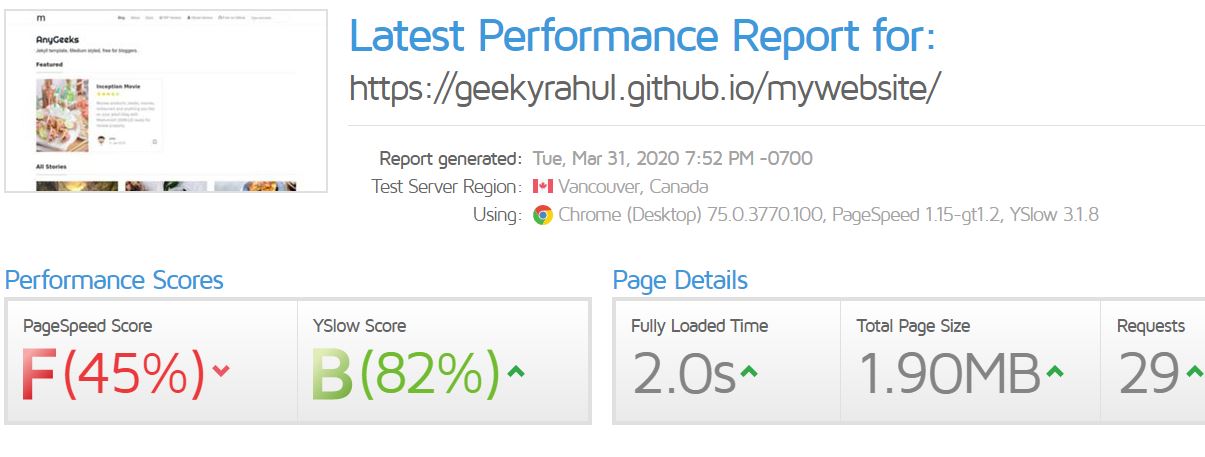 m
AnyGeeks
Jekyll template. Medium styled, free for bloggers.
Featured
Inception Movie
All Stories
Latest Performance Report for:
https://geekyrahul.github.io/mywebsite/
Report generated: Tue, Mar 31, 2020 7:52 PM -0700
Test Server Region: Vancouver, Canada
Using: Chrome (Desktop) 75.0.3770.100, PageSpeed 1.15-gt1.2, YSlow 3.1.8
Performance Scores
PageSpeed Score
F(45%)
YSlow Score
B(82%)
Page Details
Fully Loaded Time
2.0s
Total Page Size
1.90MB
Requests
29